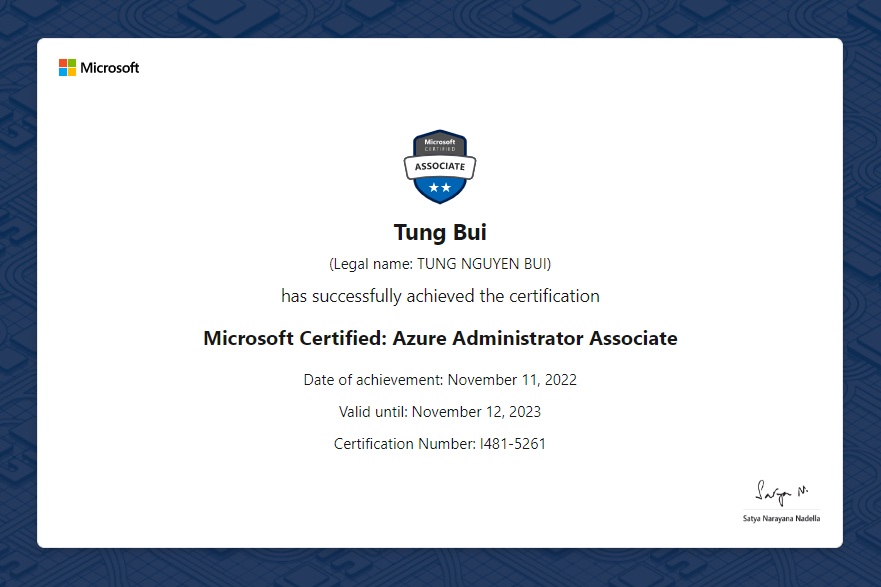 Microsoft
Microsoft
CERTIFIED
ASSOCIATE
Tung Bui
(Legal name: TUNG NGUYEN BUI)
has successfully achieved the certification
Microsoft Certified: Azure Administrator Associate
Date of achievement: November 11, 2022
Valid until: November 12, 2023
Certification Number: I481-5261
Satya N.
Satya Narayana Nadella